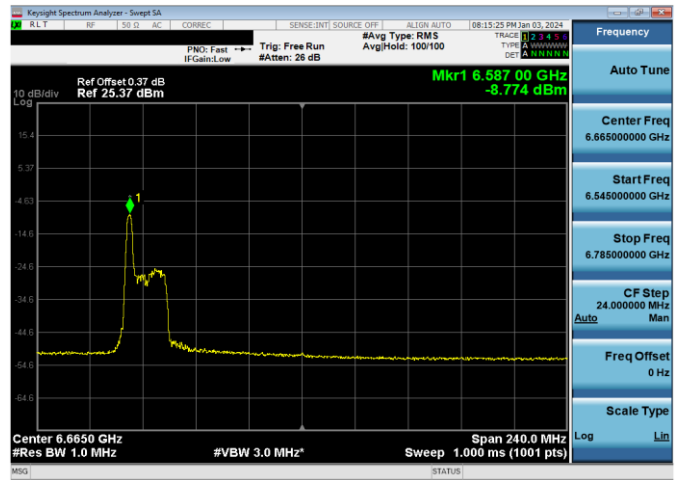 Keysight Spectrum Analyzer - Swept SA
RL T RF 50 Ω AC CORREC SENSE:INT SOURCE OFF ALIGN AUTO 08:15:25 PM Jan 03, 2024
PNO: Fast
IFGain:Low
Trig: Free Run
#Atten: 26 dB
#Avg Type: RMS
Avg|Hold: 100/100
TRACE 1 2 3 4 5 6
TYPE A WWWWW
DET A N N N N N
Mkr1 6.587 00 GHz
-8.774 dBm
Ref Offset 0.37 dB
10 dB/div Ref 25.37 dBm
Log
15.4
5.37
-4.63
-14.6
-24.6
-34.6
-44.6
-54.6
-64.6
1
Center 6.6650 GHz
Span 240.0 MHz
#Res BW 1.0 MHz
#VBW 3.0 MHz*
Sweep 1.000 ms (1001 pts)
MSG
STATUS
Frequency
Auto Tune
Center Freq
6.665000000 GHz
Start Freq
6.545000000 GHz
Stop Freq
6.785000000 GHz
CF Step
24.000000 MHz
Auto Man
Freq Offset
0 Hz
Scale Type
Log Lin